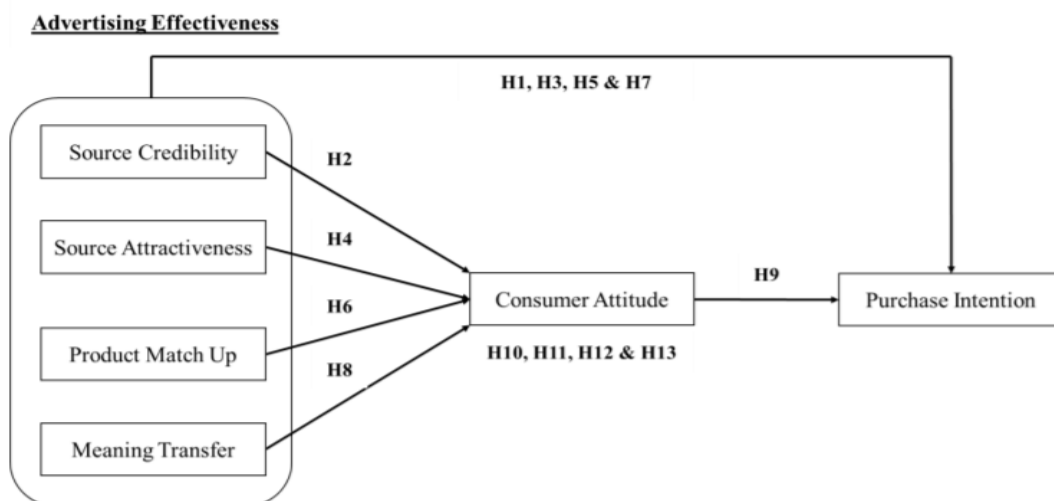 Advertising Effectiveness
H1, H3, H5 & H7
Source Credibility
H2
Source Attractiveness
H4
H6
Consumer Attitude
H9
Purchase Intention
Product Match Up
H10, H11, H12 & H13
H8
Meaning Transfer